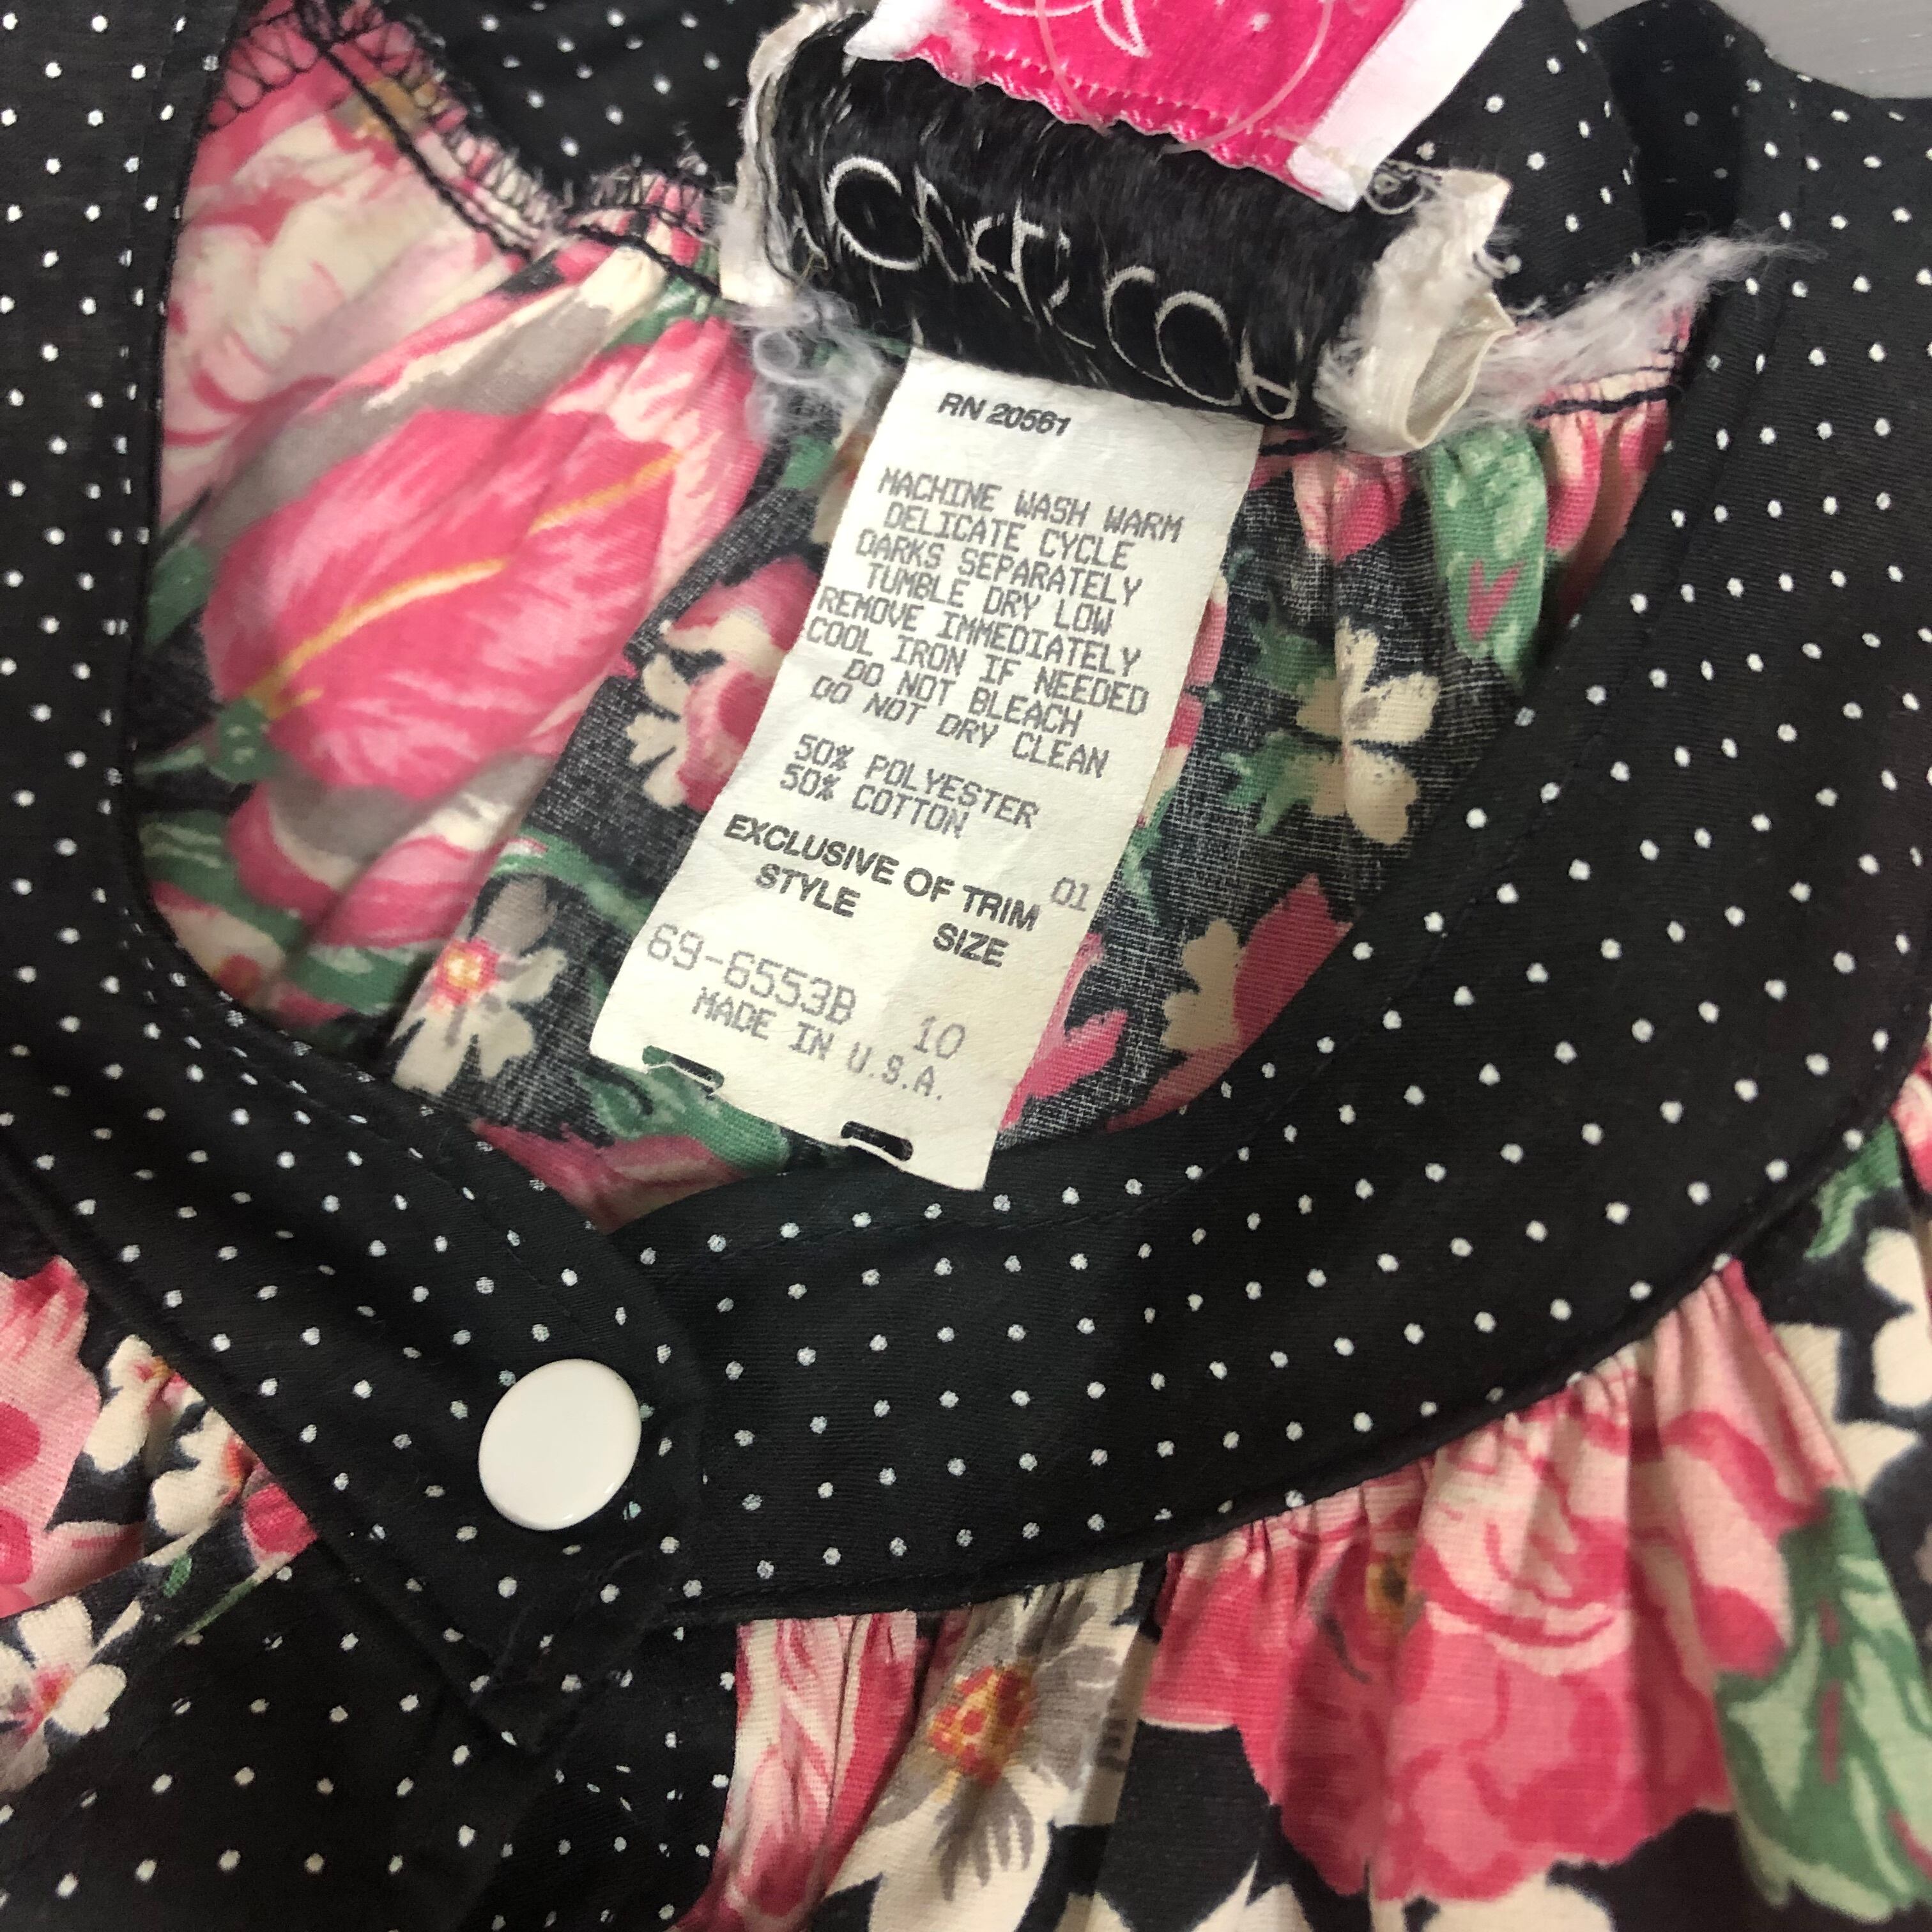 RN 20561
MACHINE WASH WARM
DELICATE CYCLE
DARKS SEPARATELY
TUMBLE DRY LOW
REMOVE IMMEDIATELY
COOL IRON IF NEEDED
DO NOT BLEACH
DO NOT DRY CLEAN
50% POLYESTER
50% COTTON
EXCLUSIVE OF TRIM 01
STYLE SIZE
69-6553B 10
MADE IN U.S.A.